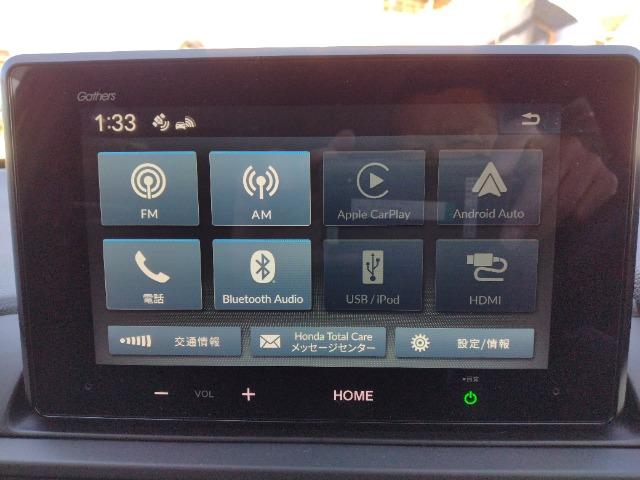 Gathers
1:33
FM
AM
Apple CarPlay
Android Auto
電話
Bluetooth Audio
USB / iPod
HDMI
交通情報
Honda Total Care
メッセージセンター
設定/情報
VOL
HOME